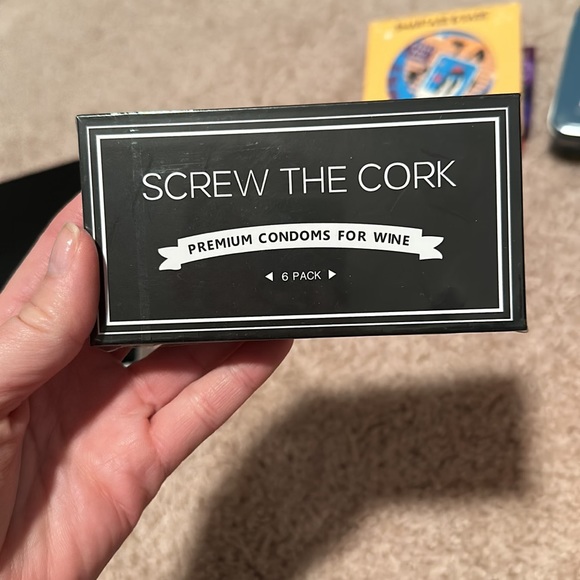 SCREW THE CORK
PREMIUM CONDOMS FOR WINE
◀ 6 PACK ▶